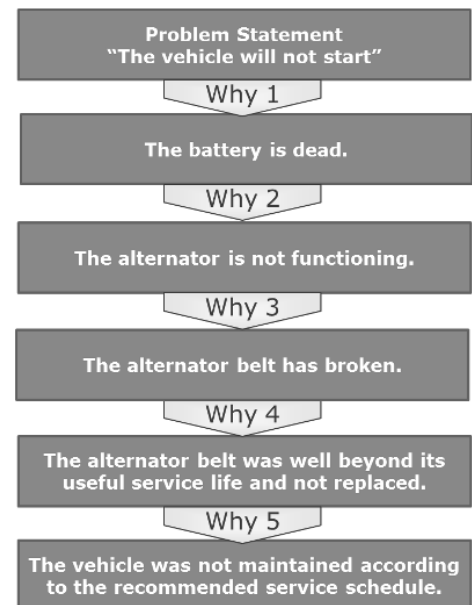 Problem Statement
“The vehicle will not start”
Why 1
The battery is dead.
Why 2
The alternator is not functioning.
Why 3
The alternator belt has broken.
Why 4
The alternator belt was well beyond its
useful service life and not replaced.
Why 5
The vehicle was not maintained according
to the recommended service schedule.